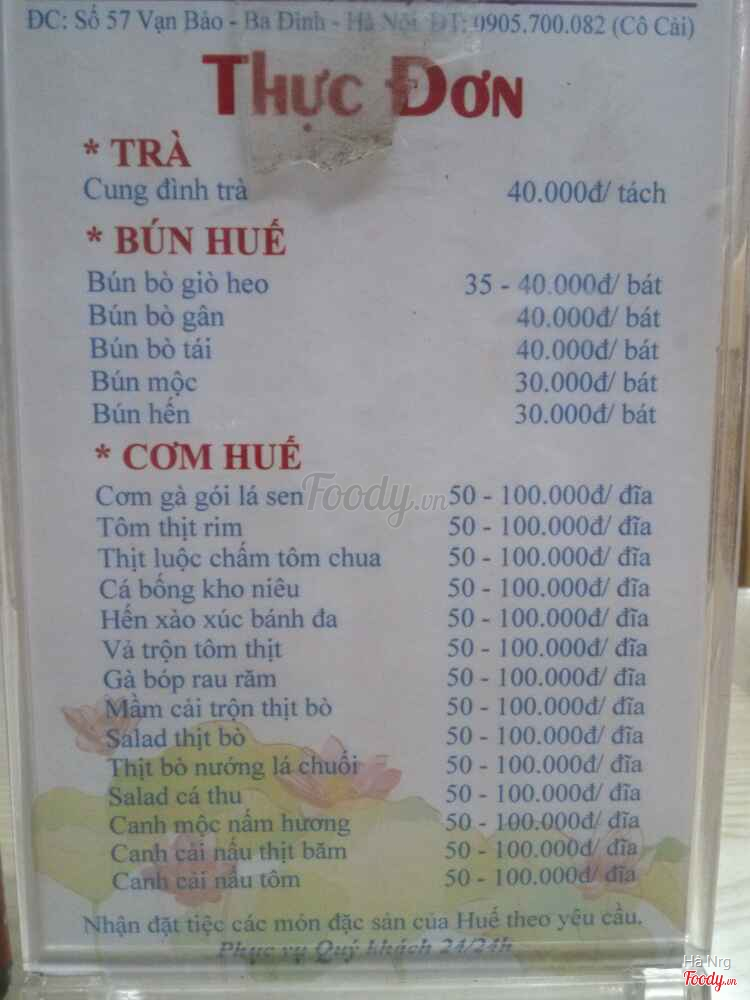 ĐC: Số 57 Vạn Bảo - Ba Đình - Hà Nội ĐT: 0905.700.082 (Cô Cải)
THỰC ĐƠN
* TRÀ
Cung đình trà 40.000đ/ tách
* BÚN HUẾ
Bún bò giò heo 35 - 40.000đ/ bát
Bún bò gân 40.000đ/ bát
Bún bò tái 40.000đ/ bát
Bún mộc 30.000đ/ bát
Bún hến 30.000đ/ bát
* CƠM HUẾ
Cơm gà gói lá sen 50 - 100.000đ/ đĩa
Tôm thịt rim 50 - 100.000đ/ đĩa
Thịt luộc chấm tôm chua 50 - 100.000đ/ đĩa
Cá bống kho niêu 50 - 100.000đ/ đĩa
Hến xào xúc bánh đa 50 - 100.000đ/ đĩa
Vả trộn tôm thịt 50 - 100.000đ/ đĩa
Gà bóp rau răm 50 - 100.000đ/ đĩa
Mầm cải trộn thịt bò 50 - 100.000đ/ đĩa
Salad thịt bò 50 - 100.000đ/ đĩa
Thịt bò nướng lá chuối 50 - 100.000đ/ đĩa
Salad cá thu 50 - 100.000đ/ đĩa
Canh mộc nấm hương 50 - 100.000đ/ đĩa
Canh cải nấu thịt băm 50 - 100.000đ/ đĩa
Canh cải nấu tôm 50 - 100.000đ/ đĩa
Nhận đặt tiệc các món đặc sản của Huế theo yêu cầu.
Phục vụ Quý khách 24/24h
Foody.vn
Hà Nrg
Foody.vn